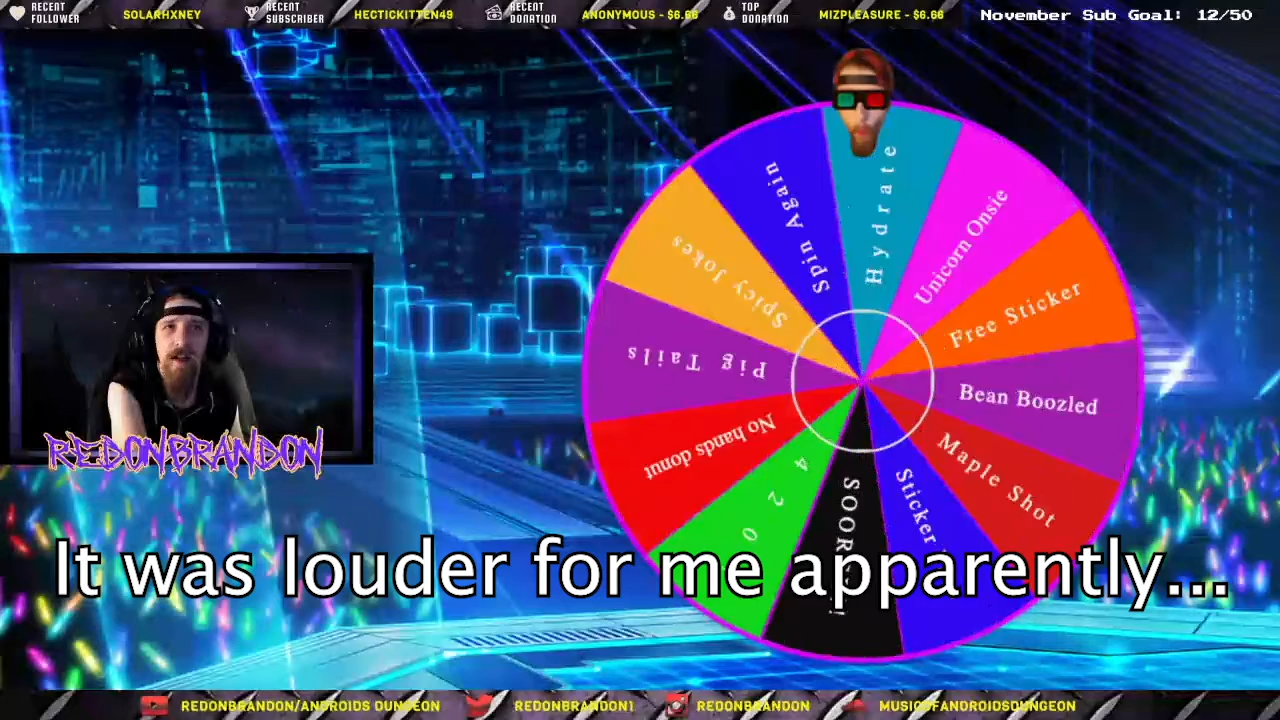 RECENT FOLLOWER
SOLARHXNEY
RECENT SUBSCRIBER
HECTICKITTEN49
RECENT DONATION
ANONYMOUS - $6.66
TOP DONATION
MIZPLEASURE - $6.66
November Sub Goal: 12/50
Hydrate
Unicorn Onsie
Free Sticker
Bean Boozled
Maple Shot
Sticker
4 2 0
No hands donut
Pig Tails
Spicy Jokes
Spin Again
REDONBRANDON
It was louder for me apparently...
REDONBRANDON/ANDROIDS DUNGEON
REDONBRANDON1
REDONBRANDON
MUSICOFANDROIDSDUNGEON